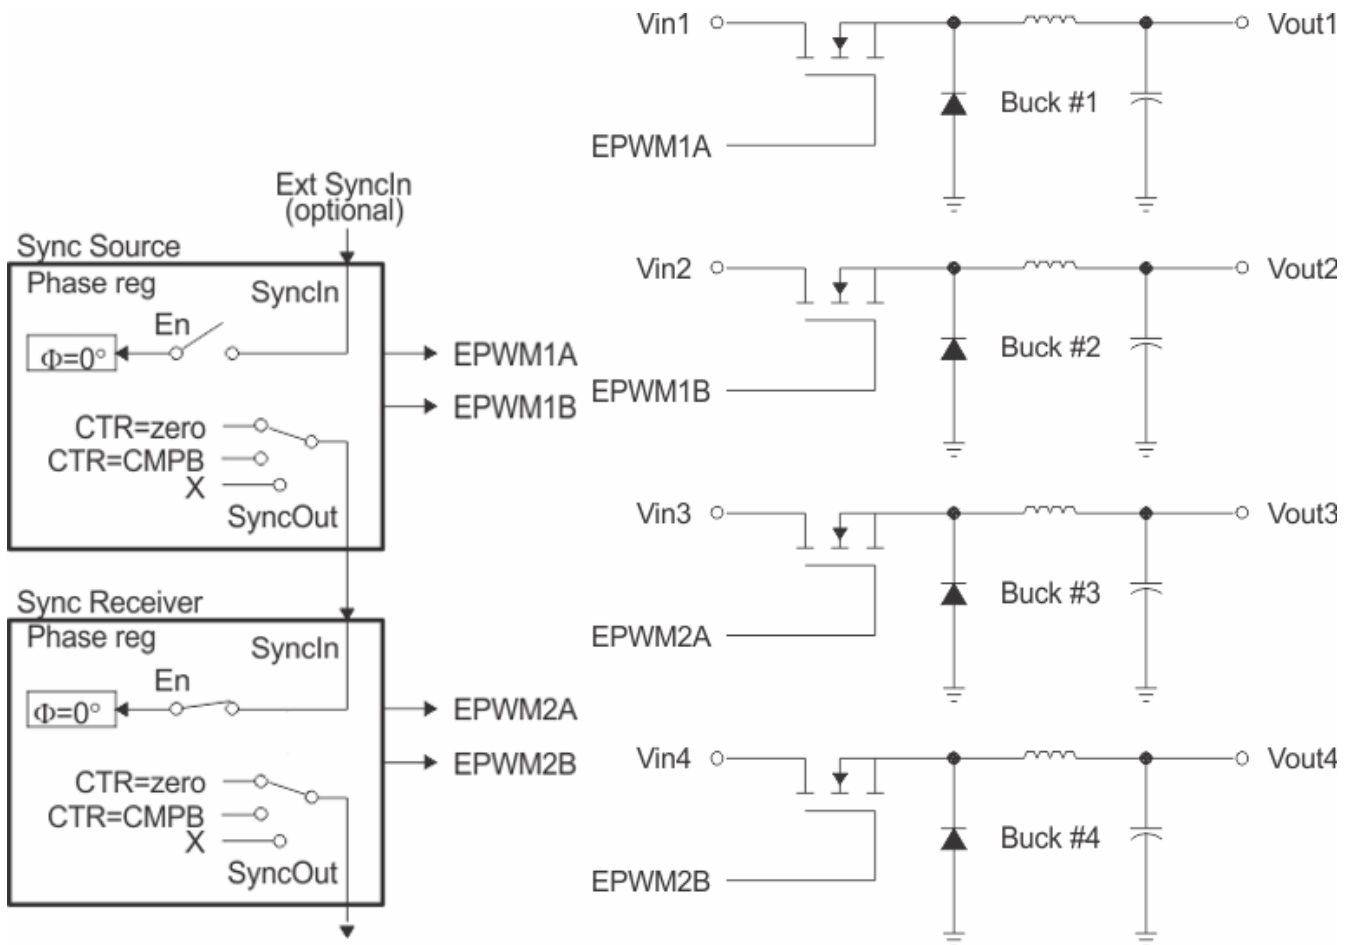 Ext SyncIn
(optional)
Sync Source
Phase reg
SyncIn
En
Φ=0°
EPWM1A
EPWM1B
CTR=zero
CTR=CMPB
X
SyncOut
Sync Receiver
Phase reg
SyncIn
En
Φ=0°
EPWM2A
EPWM2B
CTR=zero
CTR=CMPB
X
SyncOut
Vin1
Vout1
Buck #1
EPWM1A
Vin2
Vout2
Buck #2
EPWM1B
Vin3
Vout3
Buck #3
EPWM2A
Vin4
Vout4
Buck #4
EPWM2B